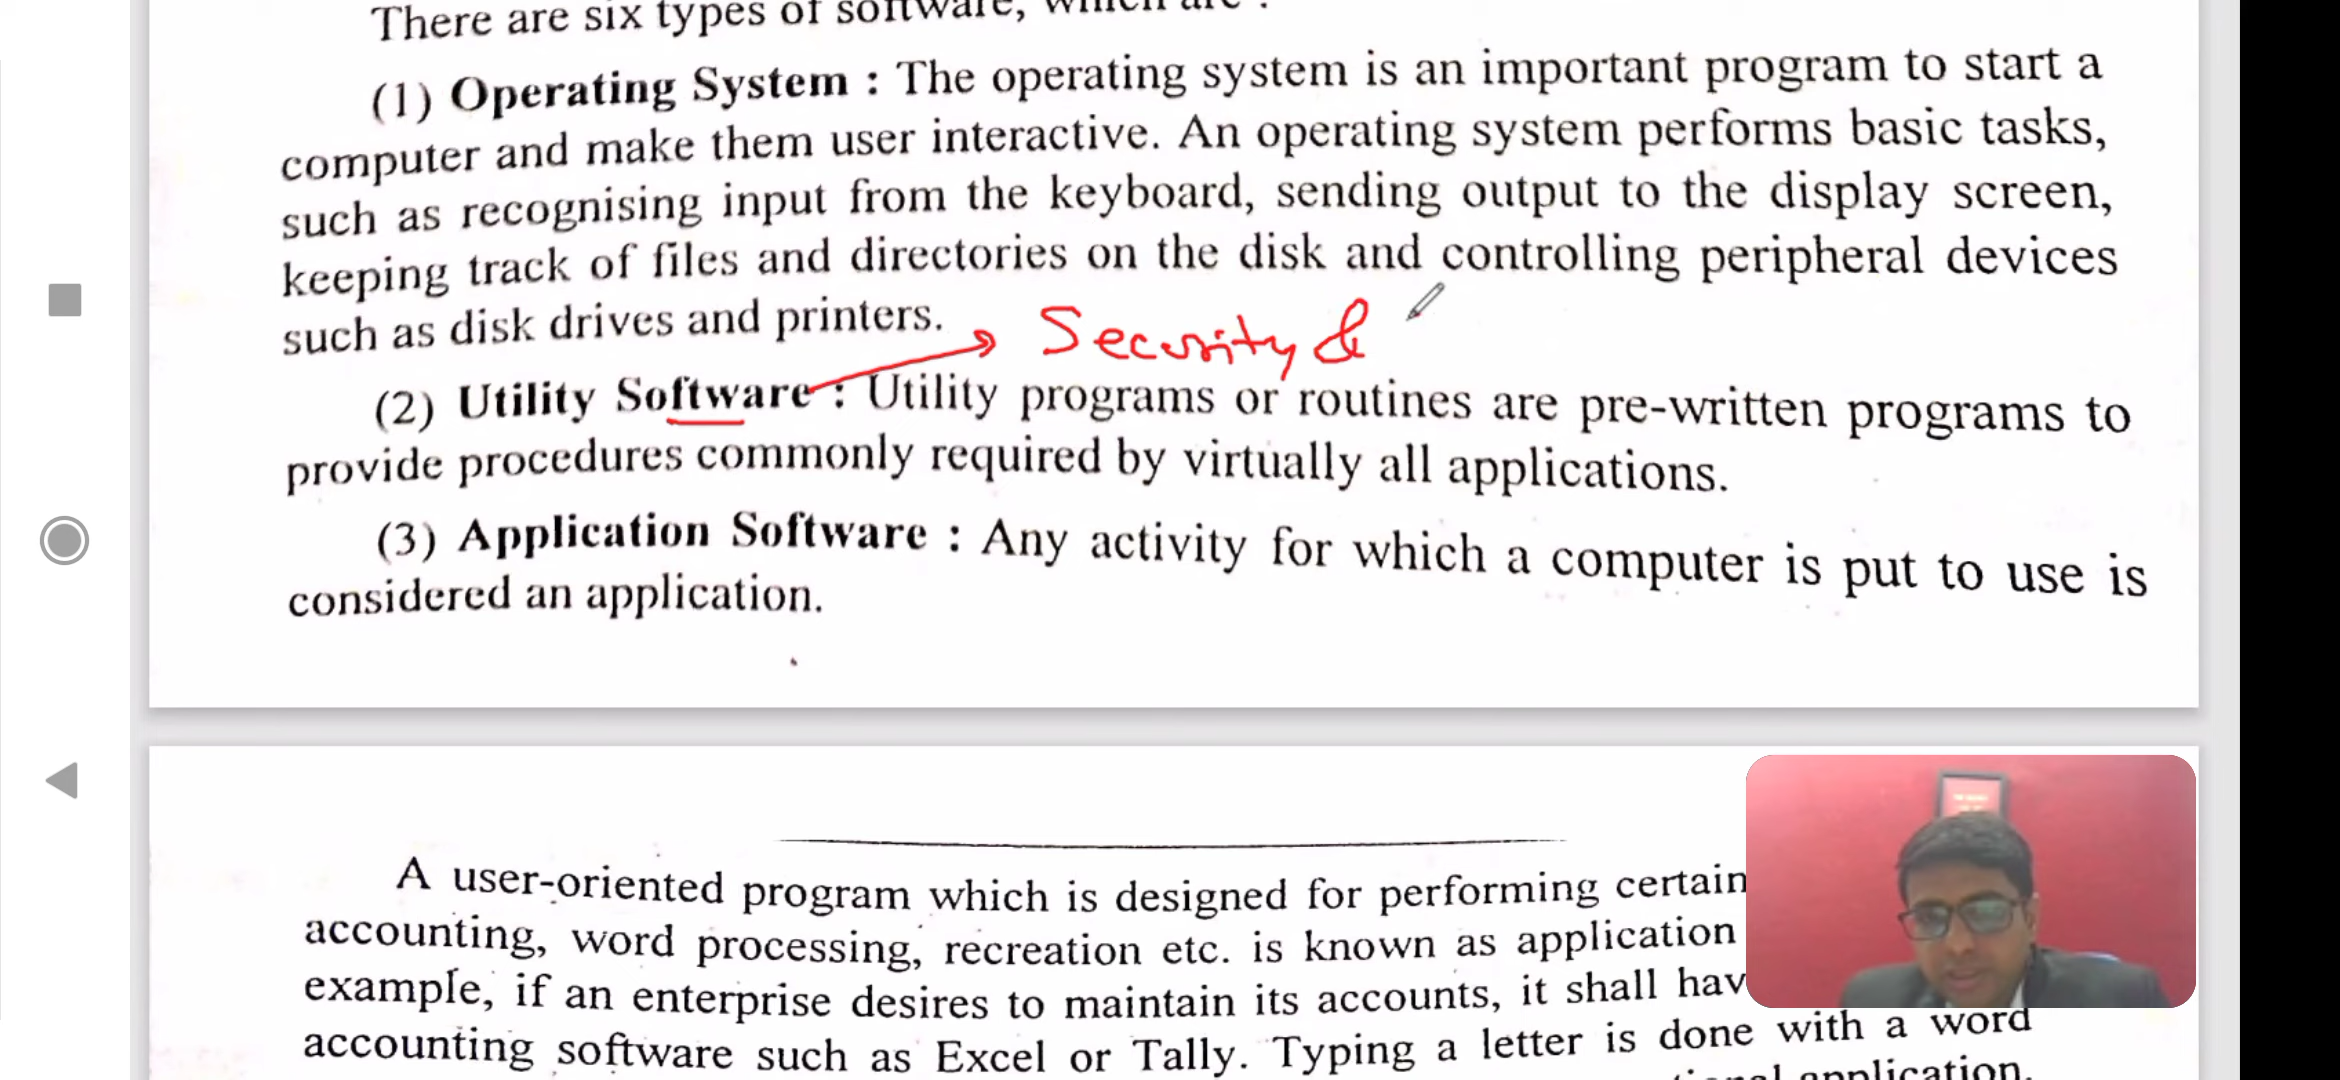 There are six types of software, which are :
(1) Operating System : The operating system is an important program to start a
computer and make them user interactive. An operating system performs basic tasks,
such as recognising input from the keyboard, sending output to the display screen,
keeping track of files and directories on the disk and controlling peripheral devices
such as disk drives and printers.
Security &
(2) Utility Software : Utility programs or routines are pre-written programs to
provide procedures commonly required by virtually all applications.
(3) Application Software : Any activity for which a computer is put to use is
considered an application.
A user-oriented program which is designed for performing certain
accounting, word processing, recreation etc. is known as application
example, if an enterprise desires to maintain its accounts, it shall hav
accounting software such as Excel or Tally. Typing a letter is done with a word
application.